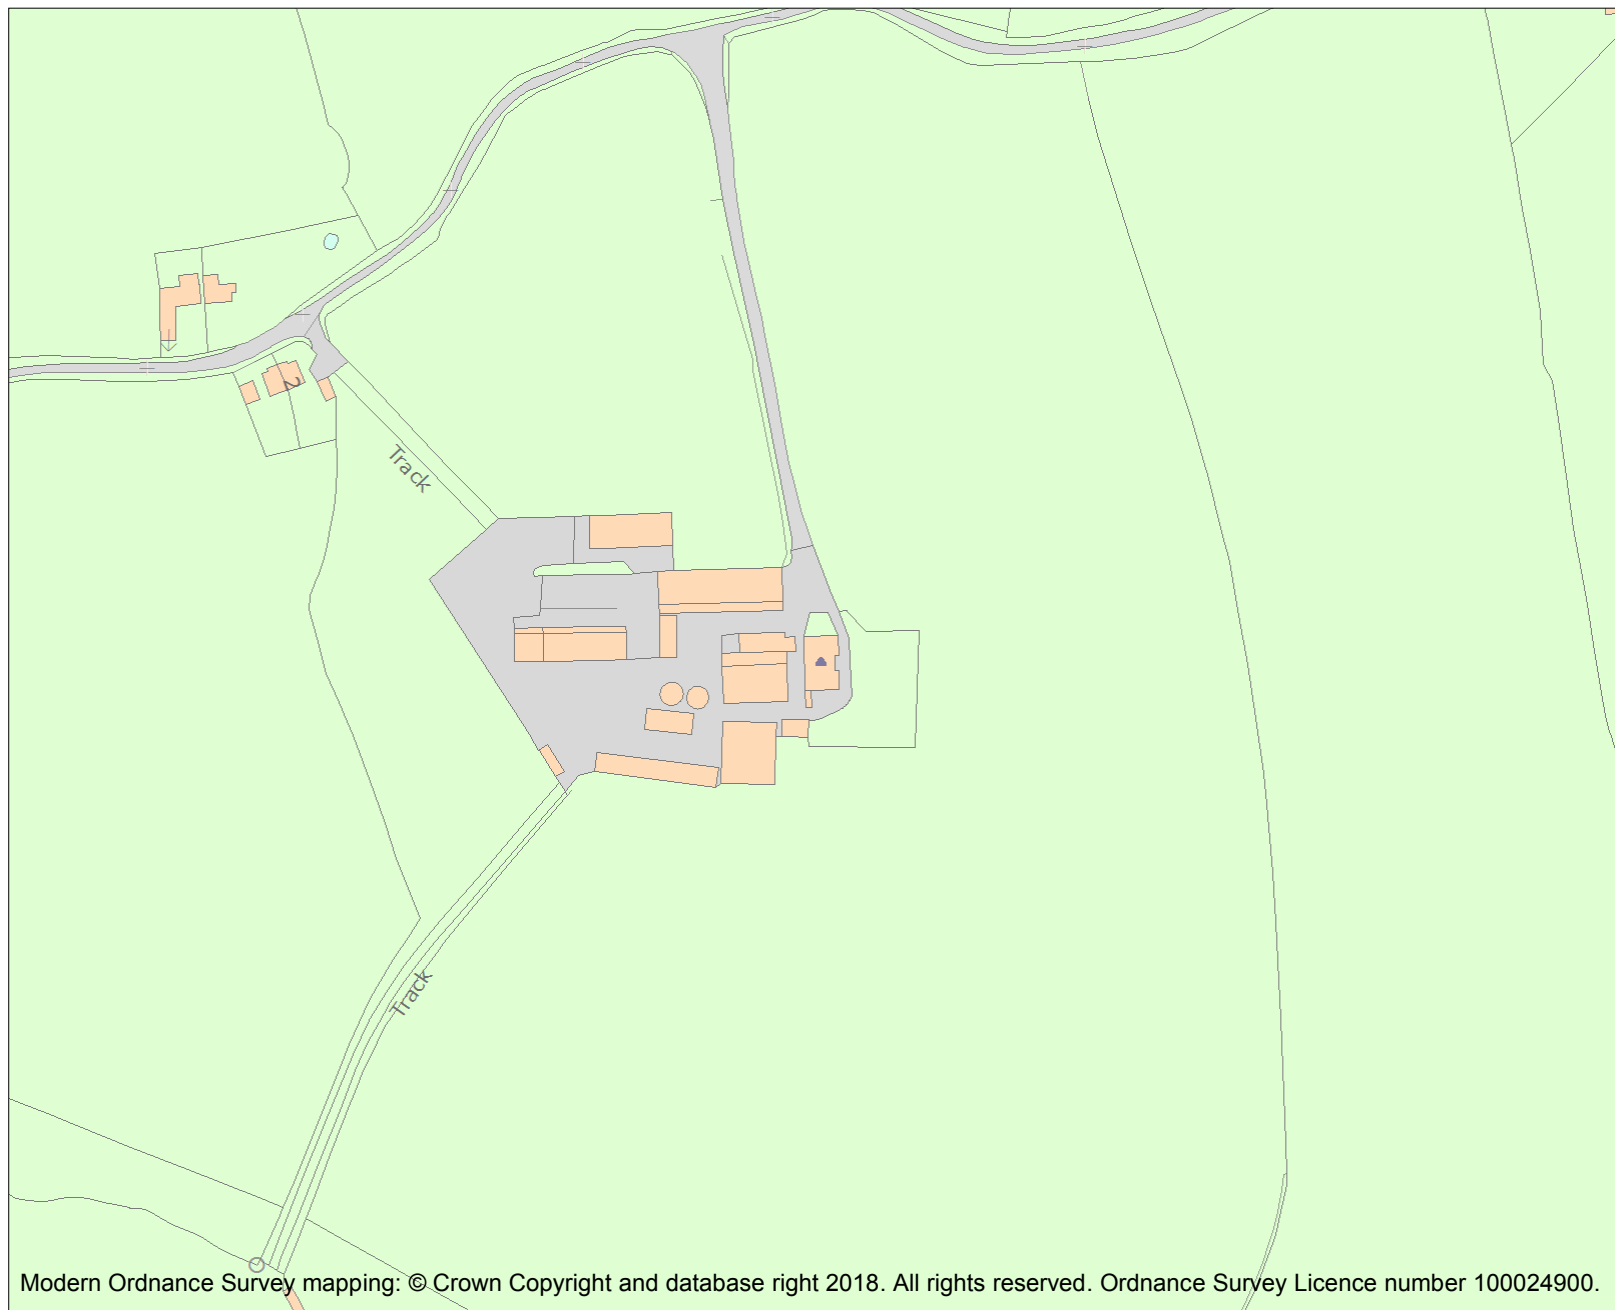 2
Track
Track
Modern Ordnance Survey mapping: © Crown Copyright and database right 2018. All rights reserved. Ordnance Survey Licence number 100024900.